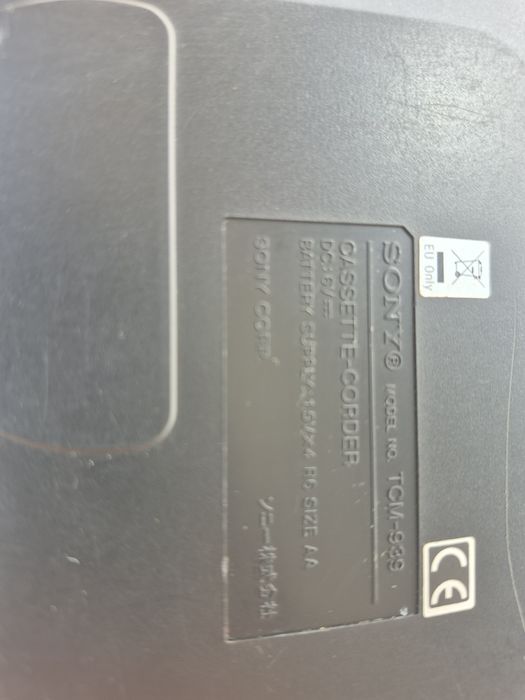 SONY® MODEL NO. TCM-939
CASSETTE-CORDER
DC: 6V⎓
BATTERY SUPPLY: 1.5V×4 R6 SIZE AA
SONY CORP. ソニー株式会社
EU Only
CE